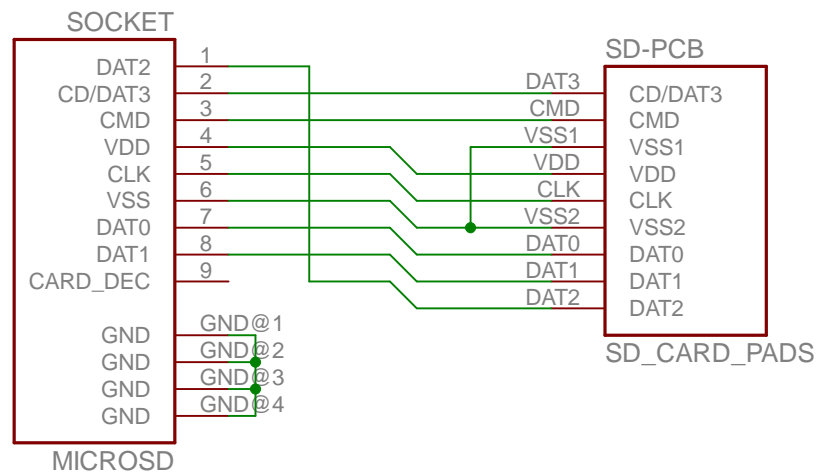 SOCKET
DAT2 1
CD/DAT3 2
CMD 3
VDD 4
CLK 5
VSS 6
DAT0 7
DAT1 8
CARD_DEC 9
GND GND@1
GND GND@2
GND GND@3
GND GND@4
MICROSD
SD-PCB
DAT3 CD/DAT3
CMD CMD
VSS1 VSS1
VDD VDD
CLK CLK
VSS2 VSS2
DAT0 DAT0
DAT1 DAT1
DAT2 DAT2
SD_CARD_PADS